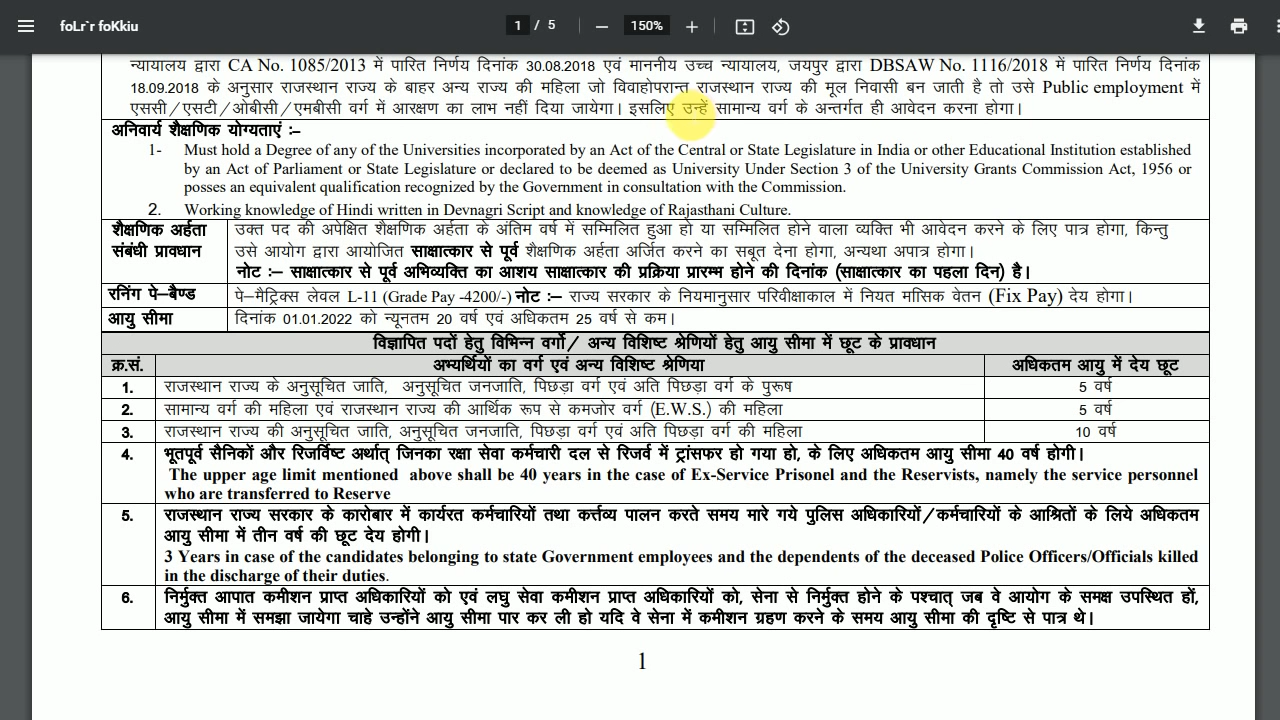 foLr`r foKkiu
1 / 5
150%
न्यायालय द्वारा CA No. 1085/2013 में पारित निर्णय दिनांक 30.08.2018 एवं माननीय उच्च न्यायालय, जयपुर द्वारा DBSAW No. 1116/2018 में पारित निर्णय दिनांक
18.09.2018 के अनुसार राजस्थान राज्य के बाहर अन्य राज्य की महिला जो विवाहोपरान्त राजस्थान राज्य की मूल निवासी बन जाती है तो उसे Public employment में
एससी/एसटी/ओबीसी/एमबीसी वर्ग में आरक्षण का लाभ नहीं दिया जायेगा। इसलिए उन्हें सामान्य वर्ग के अन्तर्गत ही आवेदन करना होगा।
अनिवार्य शैक्षणिक योग्यताएं :–
1- Must hold a Degree of any of the Universities incorporated by an Act of the Central or State Legislature in India or other Educational Institution established
by an Act of Parliament or State Legislature or declared to be deemed as University Under Section 3 of the University Grants Commission Act, 1956 or
posses an equivalent qualification recognized by the Government in consultation with the Commission.
2. Working knowledge of Hindi written in Devnagri Script and knowledge of Rajasthani Culture.
शैक्षणिक अर्हता उक्त पद की अपेक्षित शैक्षणिक अर्हता के अंतिम वर्ष में सम्मिलित हुआ हो या सम्मिलित होने वाला व्यक्ति भी आवेदन करने के लिए पात्र होगा, किन्तु
संबंधी प्रावधान उसे आयोग द्वारा आयोजित साक्षात्कार से पूर्व शैक्षणिक अर्हता अर्जित करने का सबूत देना होगा, अन्यथा अपात्र होगा।
नोट :– साक्षात्कार से पूर्व अभिव्यक्ति का आशय साक्षात्कार की प्रक्रिया प्रारम्भ होने की दिनांक (साक्षात्कार का पहला दिन) है।
रनिंग पे–बैण्ड पे–मैट्रिक्स लेवल L-11 (Grade Pay -4200/-) नोट :– राज्य सरकार के नियमानुसार परिवीक्षाकाल में नियत मासिक वेतन (Fix Pay) देय होगा।
आयु सीमा दिनांक 01.01.2022 को न्यूनतम 20 वर्ष एवं अधिकतम 25 वर्ष से कम।
विज्ञापित पदों हेतु विभिन्न वर्गो/ अन्य विशिष्ट श्रेणियों हेतु आयु सीमा में छूट के प्रावधान
क्र.सं. अभ्यर्थियों का वर्ग एवं अन्य विशिष्ट श्रेणिया अधिकतम आयु में देय छूट
1. राजस्थान राज्य के अनुसूचित जाति, अनुसूचित जनजाति, पिछड़ा वर्ग एवं अति पिछड़ा वर्ग के पुरूष 5 वर्ष
2. सामान्य वर्ग की महिला एवं राजस्थान राज्य की आर्थिक रूप से कमजोर वर्ग (E.W.S.) की महिला 5 वर्ष
3. राजस्थान राज्य की अनुसूचित जाति, अनुसूचित जनजाति, पिछड़ा वर्ग एवं अति पिछड़ा वर्ग की महिला 10 वर्ष
4. भूतपूर्व सैनिकों और रिजर्विष्ट अर्थात् जिनका रक्षा सेवा कर्मचारी दल से रिजर्व में ट्रांसफर हो गया हो, के लिए अधिकतम आयु सीमा 40 वर्ष होगी।
The upper age limit mentioned above shall be 40 years in the case of Ex-Service Prisonel and the Reservists, namely the service personnel
who are transferred to Reserve
5. राजस्थान राज्य सरकार के कारोबार में कार्यरत कर्मचारियों तथा कर्त्तव्य पालन करते समय मारे गये पुलिस अधिकारियों/कर्मचारियों के आश्रितों के लिये अधिकतम
आयु सीमा में तीन वर्ष की छूट देय होगी।
3 Years in case of the candidates belonging to state Government employees and the dependents of the deceased Police Officers/Officials killed
in the discharge of their duties.
6. निर्मुक्त आपात कमीशन प्राप्त अधिकारियों को एवं लघु सेवा कमीशन प्राप्त अधिकारियों को, सेना से निर्मुक्त होने के पश्चात् जब वे आयोग के समक्ष उपस्थित हों,
आयु सीमा में समझा जायेगा चाहे उन्होंने आयु सीमा पार कर ली हो यदि वे सेना में कमीशन ग्रहण करने के समय आयु सीमा की दृष्टि से पात्र थे।
1